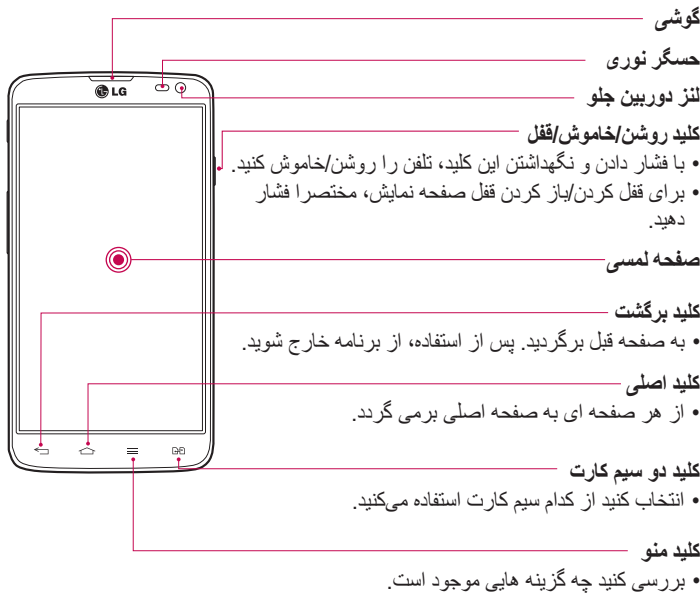 گوشی
حسگر نوری
لنز دوربین جلو
LG
کلید روشن/خاموش/قفل
• با فشار دادن و نگهداشتن این کلید، تلفن را روشن/خاموش کنید.
• برای قفل کردن/باز کردن قفل صفحه نمایش، مختصرا فشار
دهید.
صفحه لمسی
کلید برگشت
• به صفحه قبل برگردید. پس از استفاده، از برنامه خارج شوید.
کلید اصلی
• از هر صفحه ای به صفحه اصلی برمی گردد.
کلید دو سیم کارت
• انتخاب کنید از کدام سیم کارت استفاده می‌کنید.
کلید منو
• بررسی کنید چه گزینه هایی موجود است.